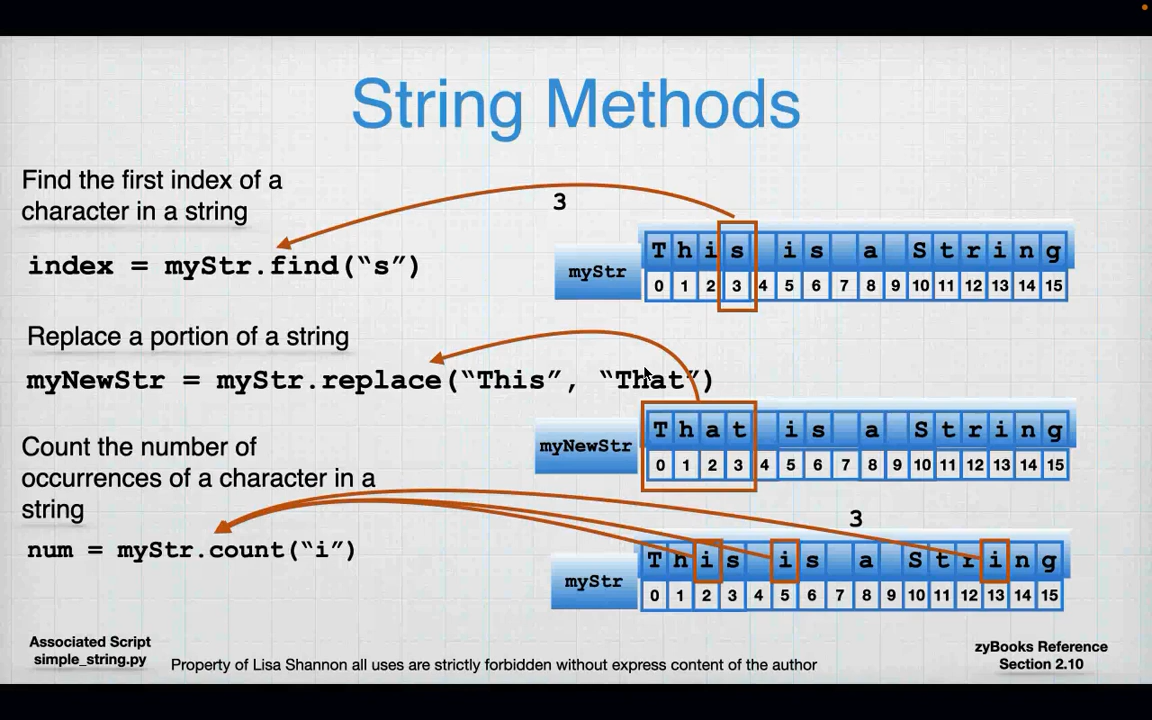 String Methods
Find the first index of a
character in a string
index = myStr.find(“s”)
3
myStr
T h i s i s a S t r i n g
0 1 2 3 4 5 6 7 8 9 10 11 12 13 14 15
Replace a portion of a string
myNewStr = myStr.replace(“This”, “That”)
myNewStr
T h a t i s a S t r i n g
0 1 2 3 4 5 6 7 8 9 10 11 12 13 14 15
Count the number of
occurrences of a character in a
string
num = myStr.count(“i”)
3
myStr
T h i s i s a S t r i n g
0 1 2 3 4 5 6 7 8 9 10 11 12 13 14 15
Associated Script
simple_string.py
Property of Lisa Shannon all uses are strictly forbidden without express content of the author
zyBooks Reference
Section 2.10